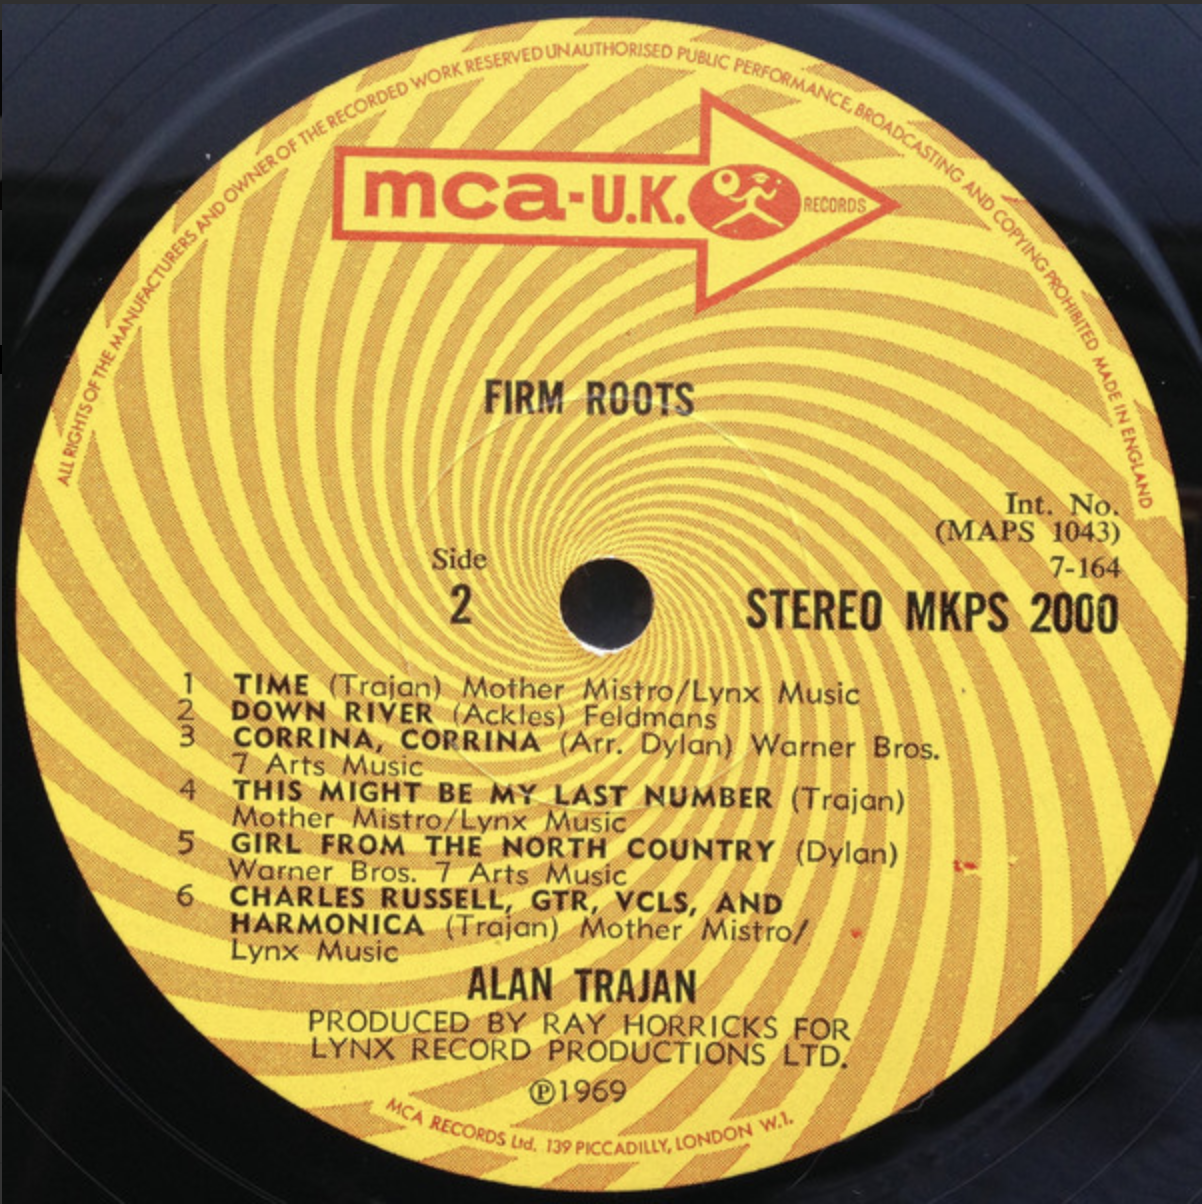 ALL RIGHTS OF THE MANUFACTURERS AND OWNER OF THE RECORDED WORK RESERVED UNAUTHORISED PUBLIC PERFORMANCE, BROADCASTING AND COPYING PROHIBITED MADE IN ENGLAND
mca-U.K. RECORDS
FIRM ROOTS
Int. No.
(MAPS 1043)
7-164
Side
2
STEREO MKPS 2000
1 TIME (Trajan) Mother Mistro/Lynx Music
2 DOWN RIVER (Ackles) Feldmans
3 CORRINA, CORRINA (Arr. Dylan) Warner Bros.
7 Arts Music
4 THIS MIGHT BE MY LAST NUMBER (Trajan)
Mother Mistro/Lynx Music
5 GIRL FROM THE NORTH COUNTRY (Dylan)
Warner Bros. 7 Arts Music
6 CHARLES RUSSELL, GTR, VCLS, AND
HARMONICA (Trajan) Mother Mistro/
Lynx Music
ALAN TRAJAN
PRODUCED BY RAY HORRICKS FOR
LYNX RECORD PRODUCTIONS LTD.
℗1969
MCA RECORDS Ltd. 139 PICCADILLY, LONDON W.1.